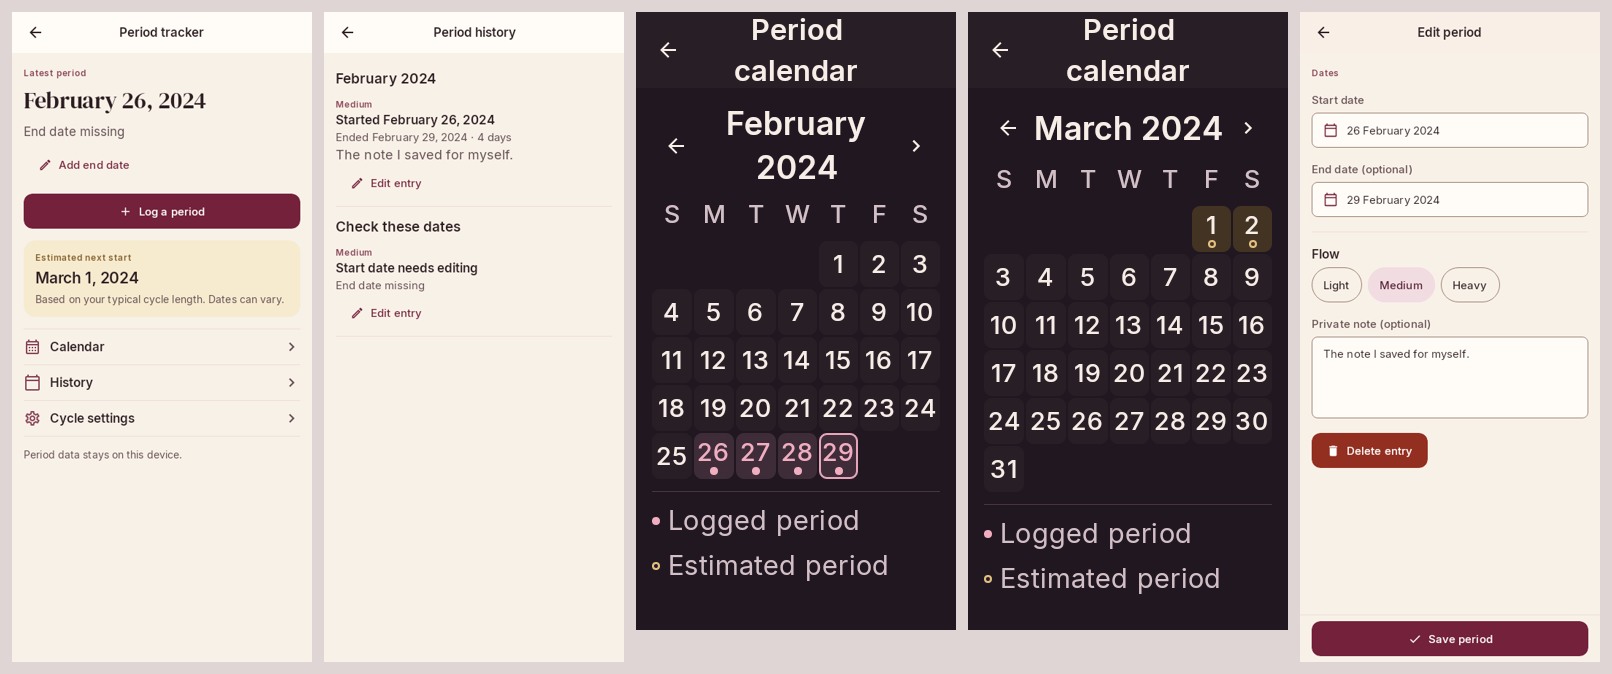 Period tracker
Latest period
February 26, 2024
End date missing
Add end date
Log a period
Estimated next start
March 1, 2024
Based on your typical cycle length. Dates can vary.
Calendar
History
Cycle settings
Period data stays on this device.
Period history
February 2024
Medium
Started February 26, 2024
Ended February 29, 2024 · 4 days
The note I saved for myself.
Edit entry
Check these dates
Medium
Start date needs editing
End date missing
Edit entry
Period
calendar
February
2024
S M T W T F S
1 2 3
4 5 6 7 8 9 10
11 12 13 14 15 16 17
18 19 20 21 22 23 24
25 26 27 28 29
Logged period
Estimated period
Period
calendar
March 2024
S M T W T F S
1 2
3 4 5 6 7 8 9
10 11 12 13 14 15 16
17 18 19 20 21 22 23
24 25 26 27 28 29 30
31
Logged period
Estimated period
Edit period
Dates
Start date
26 February 2024
End date (optional)
29 February 2024
Flow
Light Medium Heavy
Private note (optional)
The note I saved for myself.
Delete entry
Save period